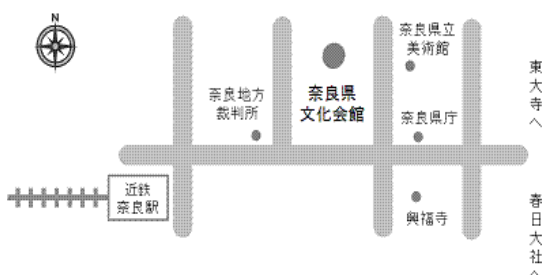 N
奈良県立
美術館
奈良地方
裁判所
奈良県
文化会館
奈良県庁
東大寺へ
近鉄
奈良駅
興福寺
春日大社へ